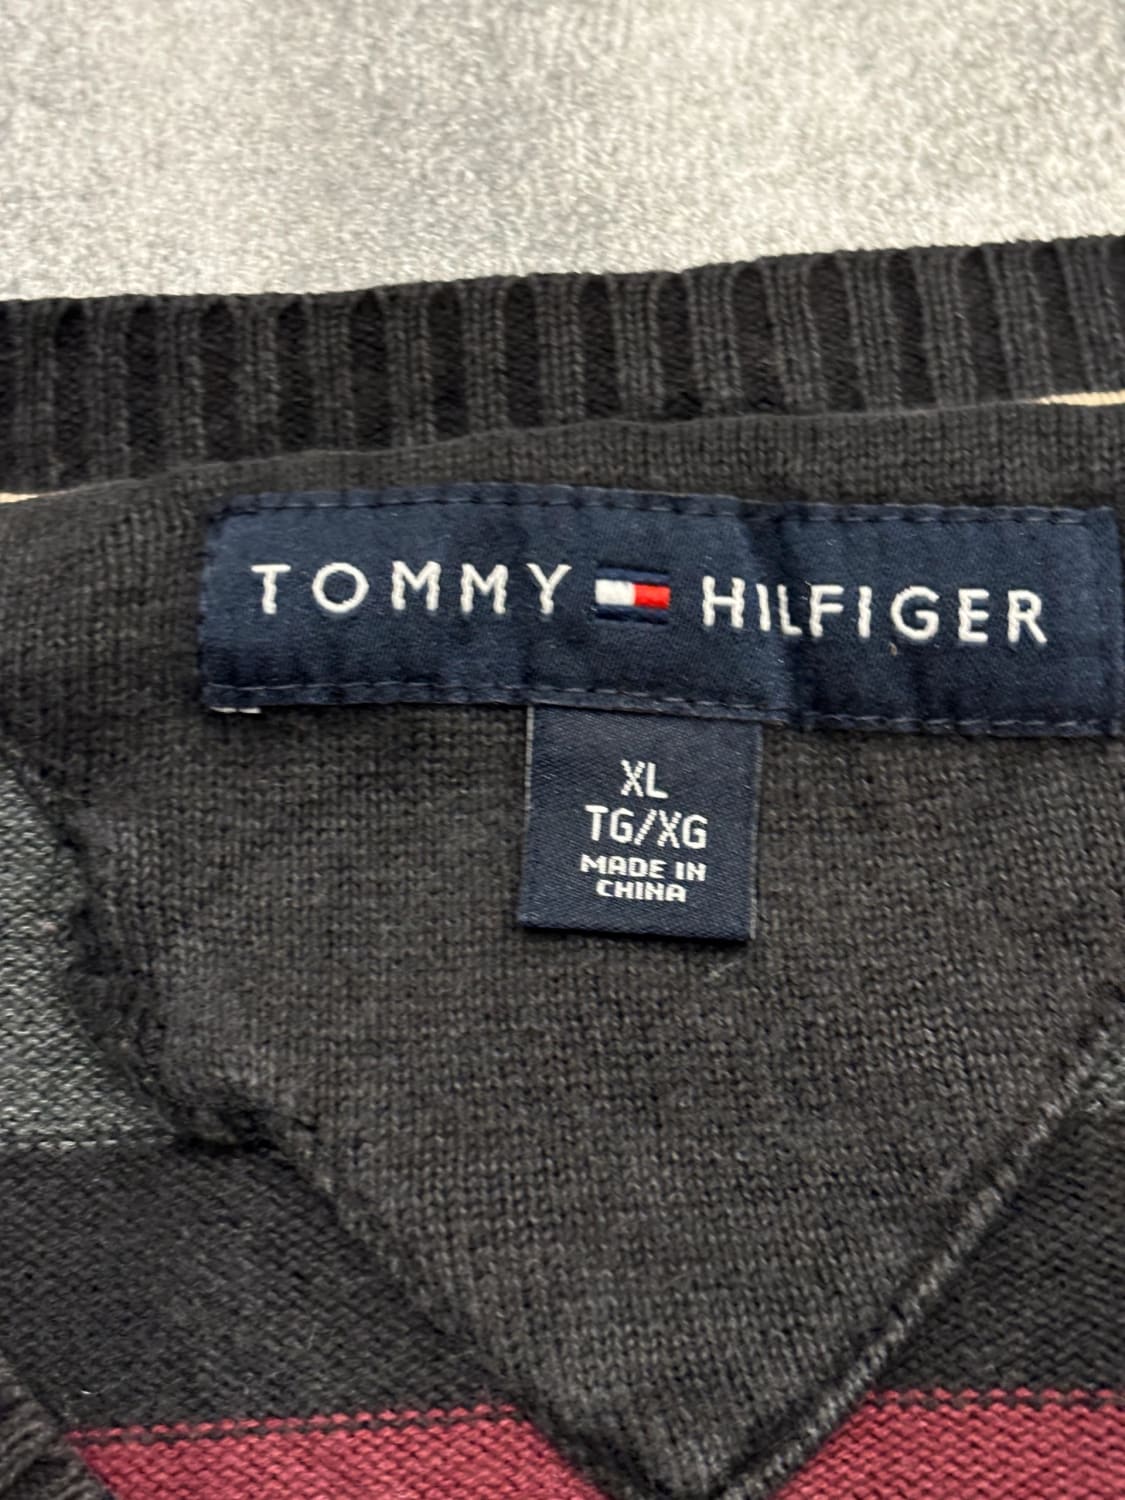 TOMMY HILFIGER
XL
TG/XG
MADE IN
CHINA